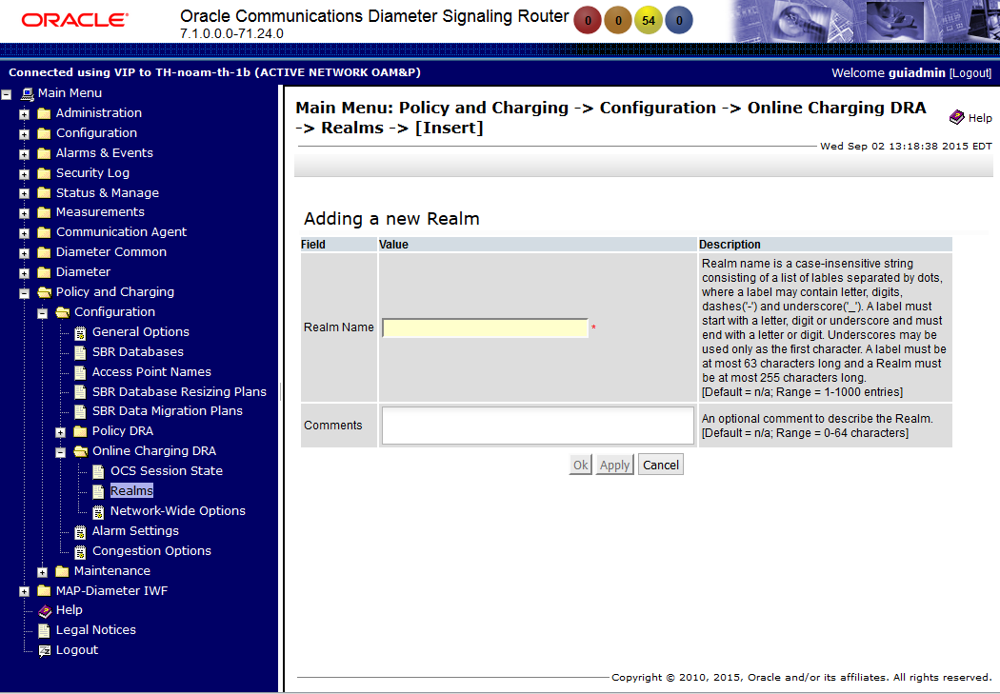 ORACLE®
Oracle Communications Diameter Signaling Router
7.1.0.0.0-71.24.0
0 0 54 0
Connected using VIP to TH-noam-th-1b (ACTIVE NETWORK OAM&P)
Welcome guiadmin [Logout]
Main Menu
Administration
Configuration
Alarms & Events
Security Log
Status & Manage
Measurements
Communication Agent
Diameter Common
Diameter
Policy and Charging
Configuration
General Options
SBR Databases
Access Point Names
SBR Database Resizing Plans
SBR Data Migration Plans
Policy DRA
Online Charging DRA
OCS Session State
Realms
Network-Wide Options
Alarm Settings
Congestion Options
Maintenance
MAP-Diameter IWF
Help
Legal Notices
Logout
Main Menu: Policy and Charging -> Configuration -> Online Charging DRA
-> Realms -> [Insert]
Help
Wed Sep 02 13:18:38 2015 EDT
Adding a new Realm
Field Value Description
Realm Name *
Realm name is a case-insensitive string
consisting of a list of lables separated by dots,
where a label may contain letter, digits,
dashes('-') and underscore('_'). A label must
start with a letter, digit or underscore and must
end with a letter or digit. Underscores may be
used only as the first character. A label must be
at most 63 characters long and a Realm must
be at most 255 characters long.
[Default = n/a; Range = 1-1000 entries]
Comments
An optional comment to describe the Realm.
[Default = n/a; Range = 0-64 characters]
Ok Apply Cancel
Copyright © 2010, 2015, Oracle and/or its affiliates. All rights reserved.